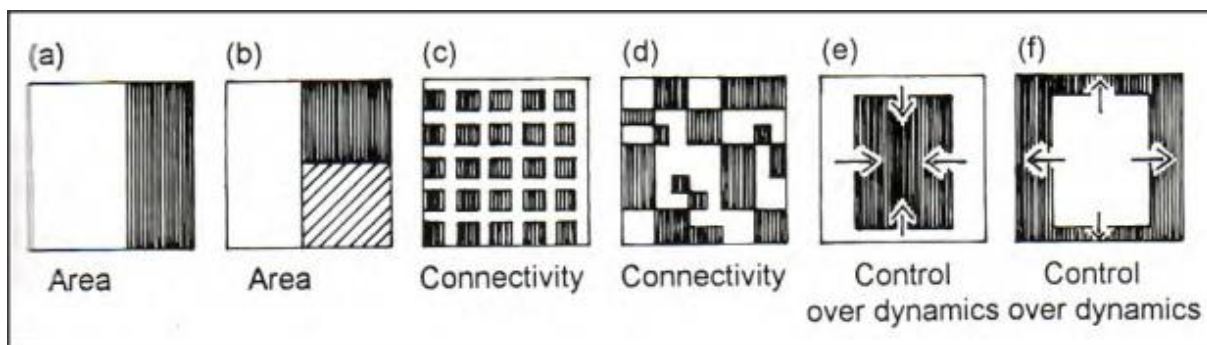 (a) (b) (c) (d) (e) (f)
Area Area Connectivity Connectivity Control Control
over dynamics over dynamics